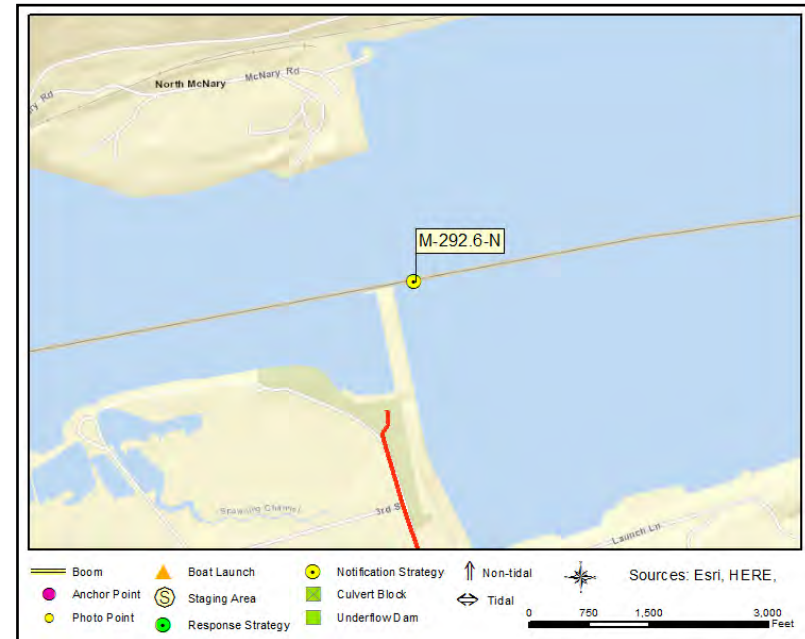 North McNary
McNary Rd
ry Rd
M-292.6-N
Spawning Channel
3rd S
Launch Ln
Boom
Boat Launch
Notification Strategy
Non-tidal
Sources: Esri, HERE,
Anchor Point
S
Staging Area
Culvert Block
Tidal
Photo Point
Response Strategy
Underflow Dam
0 750 1,500 3,000
Feet